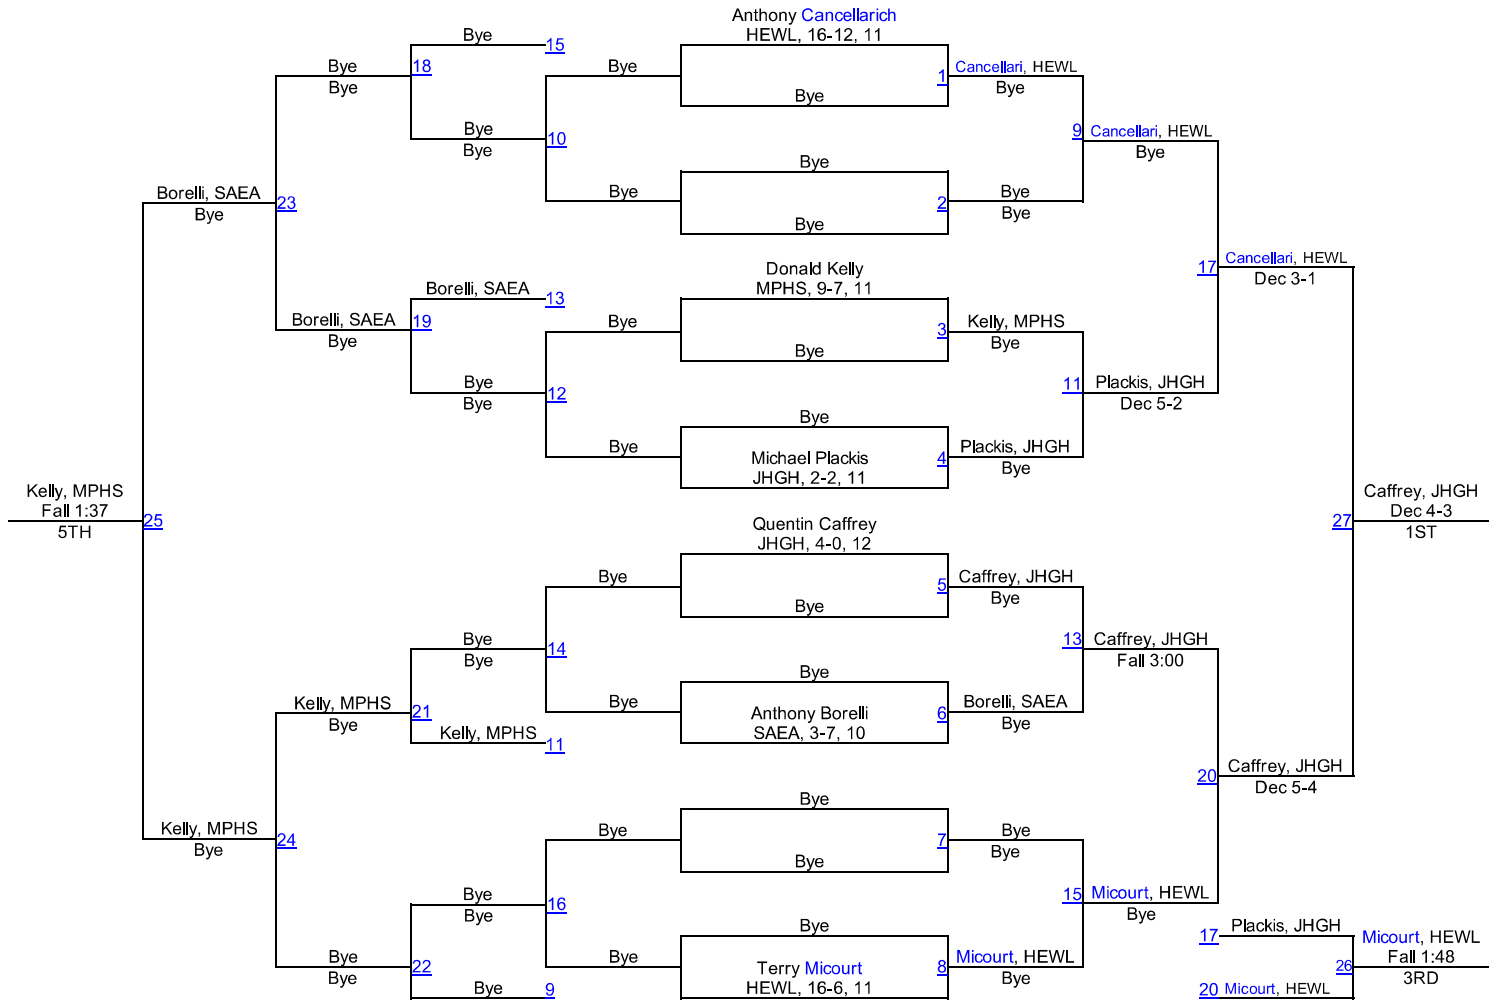 Anthony Cancellarich
HEWL, 16-12, 11
Bye
15
18
Bye
Bye
Bye
1
Cancellari, HEWL
Bye
Bye
Bye
Bye
10
9
Cancellari, HEWL
Bye
Bye
Bye
2
Bye
Bye
Bye
Borelli, SAEA
Bye
23
Donald Kelly
MPHS, 9-7, 11
17
Cancellari, HEWL
Dec 3-1
Borelli, SAEA
13
Borelli, SAEA
Bye
19
Bye
3
Kelly, MPHS
Bye
Bye
Bye
Bye
12
11
Plackis, JHGH
Dec 5-2
Bye
Bye
Michael Plackis
JHGH, 2-2, 11
4
Plackis, JHGH
Bye
Kelly, MPHS
Fall 1:37
5TH
25
Quentin Caffrey
JHGH, 4-0, 12
27
Caffrey, JHGH
Dec 4-3
1ST
Bye
5
Caffrey, JHGH
Bye
Bye
Bye
Bye
14
13
Caffrey, JHGH
Fall 3:00
Bye
Kelly, MPHS
Bye
21
Bye
Anthony Borelli
SAEA, 3-7, 10
6
Borelli, SAEA
Bye
Kelly, MPHS
11
20
Caffrey, JHGH
Dec 5-4
Bye
Kelly, MPHS
Bye
24
Bye
Bye
7
Bye
Bye
Bye
Bye
16
15
Micourt, HEWL
Bye
Bye
17
Plackis, JHGH
Bye
Bye
22
Bye
Terry Micourt
HEWL, 16-6, 11
8
Micourt, HEWL
Bye
26
Micourt, HEWL
Fall 1:48
3RD
Bye
9
20
Micourt, HEWL